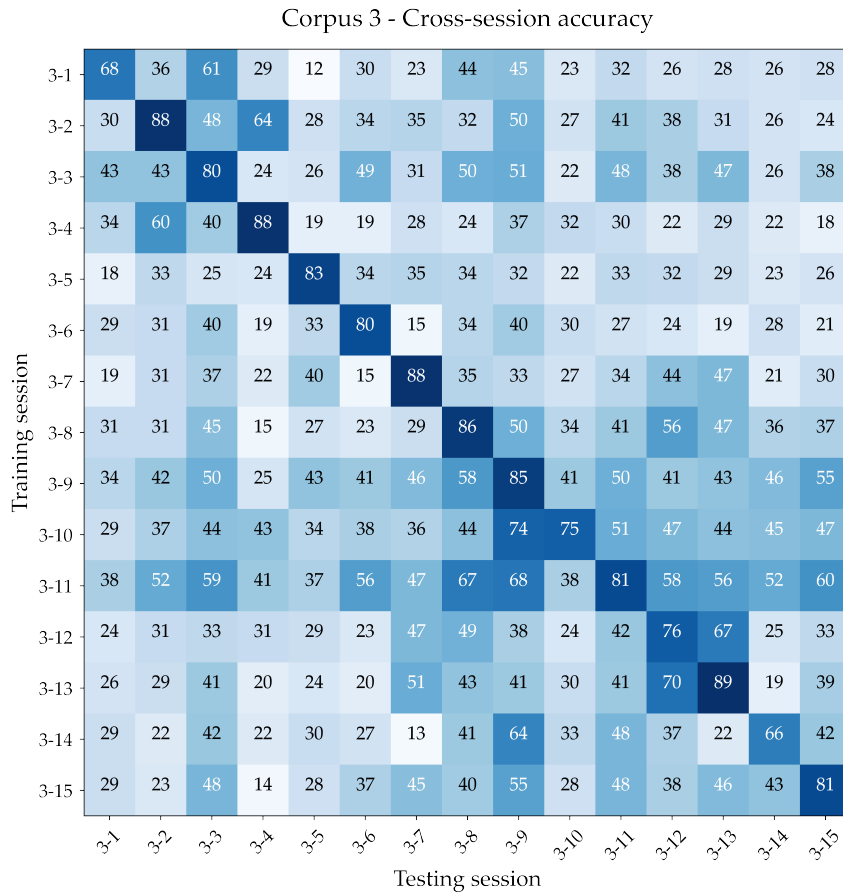 Corpus 3 - Cross-session accuracy
3-1 68 36 61 29 12 30 23 44 45 23 32 26 28 26 28
3-2 30 88 48 64 28 34 35 32 50 27 41 38 31 26 24
3-3 43 43 80 24 26 49 31 50 51 22 48 38 47 26 38
3-4 34 60 40 88 19 19 28 24 37 32 30 22 29 22 18
3-5 18 33 25 24 83 34 35 34 32 22 33 32 29 23 26
3-6 29 31 40 19 33 80 15 34 40 30 27 24 19 28 21
3-7 19 31 37 22 40 15 88 35 33 27 34 44 47 21 30
3-8 31 31 45 15 27 23 29 86 50 34 41 56 47 36 37
3-9 34 42 50 25 43 41 46 58 85 41 50 41 43 46 55
3-10 29 37 44 43 34 38 36 44 74 75 51 47 44 45 47
3-11 38 52 59 41 37 56 47 67 68 38 81 58 56 52 60
3-12 24 31 33 31 29 23 47 49 38 24 42 76 67 25 33
3-13 26 29 41 20 24 20 51 43 41 30 41 70 89 19 39
3-14 29 22 42 22 30 27 13 41 64 33 48 37 22 66 42
3-15 29 23 48 14 28 37 45 40 55 28 48 38 46 43 81
Training session
3-1 3-2 3-3 3-4 3-5 3-6 3-7 3-8 3-9 3-10 3-11 3-12 3-13 3-14 3-15
Testing session